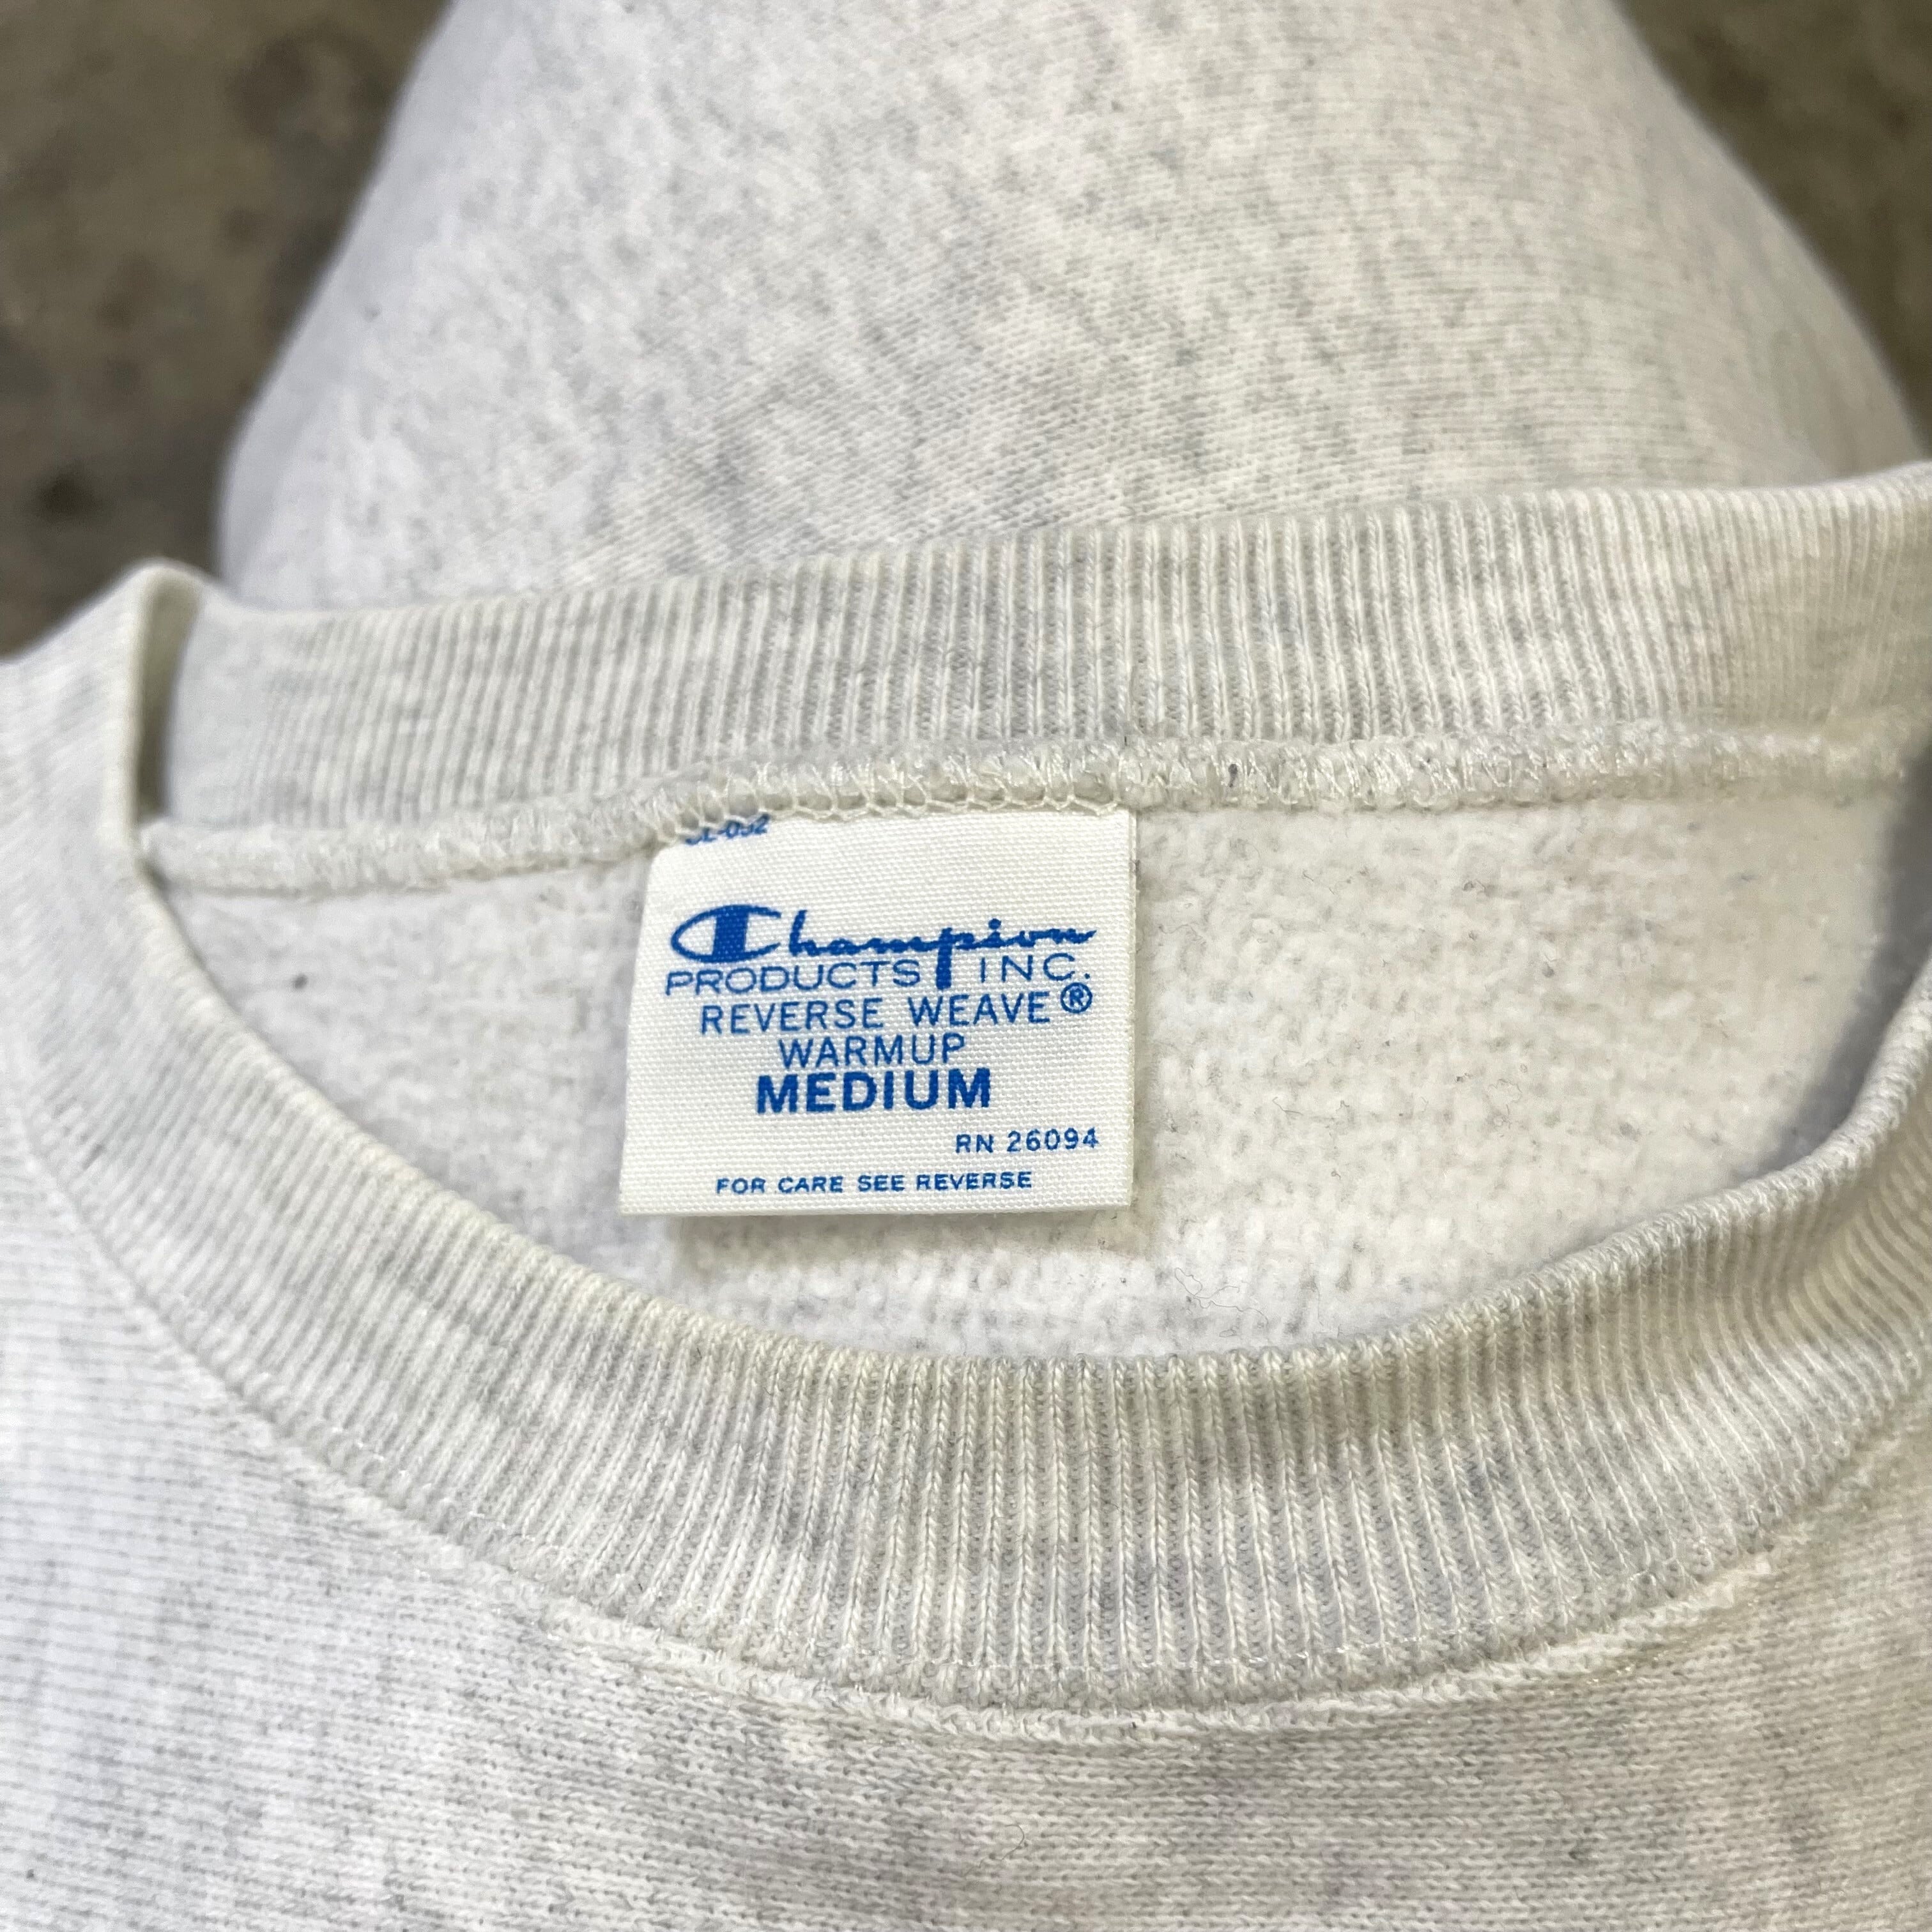 Champion
PRODUCTS INC.
REVERSE WEAVE®
WARMUP
MEDIUM
RN 26094
FOR CARE SEE REVERSE